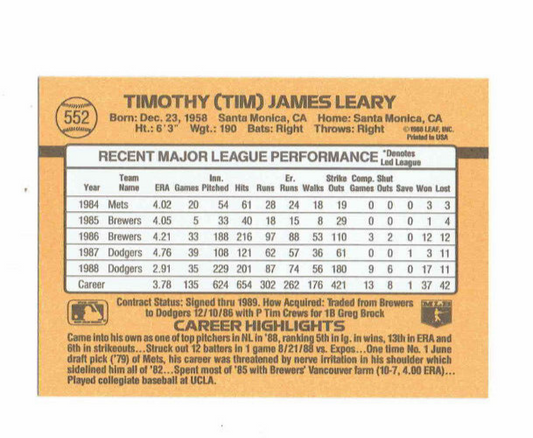 552
TIMOTHY (TIM) JAMES LEARY
Born: Dec. 23, 1958 Santa Monica, CA Home: Santa Monica, CA
Ht.: 6'3" Wgt.: 190 Bats: Right Throws: Right
©1988 LEAF, INC.
Printed in USA
RECENT MAJOR LEAGUE PERFORMANCE *Denotes Led League
Year Team Name ERA Games Inn. Pitched Hits Runs Er. Runs Walks Strike Outs Comp. Games Shut Outs Save Won Lost
1984 Mets 4.02 20 54 61 28 24 18 19 0 0 0 3 3
1985 Brewers 4.05 5 33 40 18 15 8 29 0 0 0 1 4
1986 Brewers 4.21 33 188 216 97 88 53 110 3 2 0 12 12
1987 Dodgers 4.76 39 108 121 62 57 36 61 0 0 1 3 11
1988 Dodgers 2.91 35 229 201 87 74 56 180 9 6 0 17 11
Career 3.78 135 624 654 302 262 176 421 13 8 1 37 42
Contract Status: Signed thru 1989. How Acquired: Traded from Brewers
to Dodgers 12/10/86 with P Tim Crews for 1B Greg Brock
CAREER HIGHLIGHTS
Came into his own as one of top pitchers in NL in '88, ranking 5th in lg. in wins, 13th in ERA and
6th in strikeouts...Struck out 12 batters in 1 game 8/21/88 vs. Expos...One time No. 1 June
draft pick ('79) of Mets, his career was threatened by nerve irritation in his shoulder which
sidelined him all of '82...Spent most of '85 with Brewers' Vancouver farm (10-7, 4.00 ERA)...
Played collegiate baseball at UCLA.